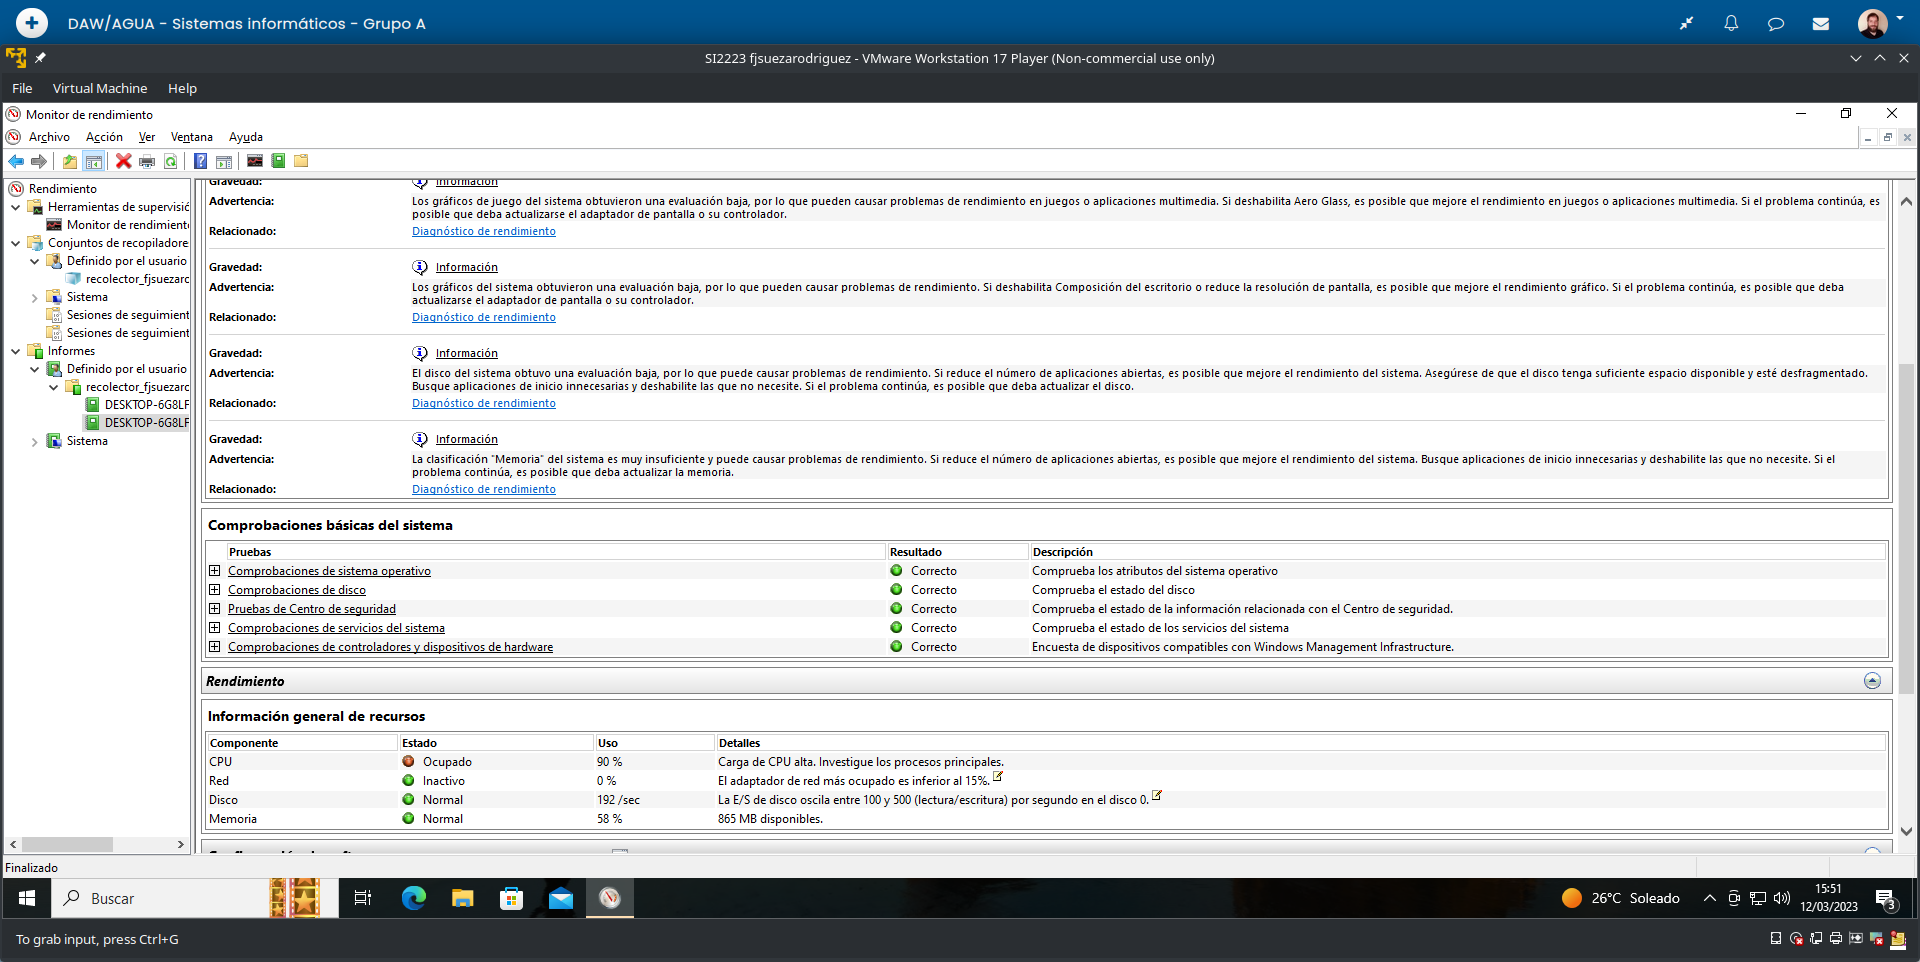 DAW/AGUA - Sistemas informáticos - Grupo A
SI2223 fjsuezarodriguez - VMware Workstation 17 Player (Non-commercial use only)
File Virtual Machine Help
Monitor de rendimiento
Archivo Acción Ver Ventana Ayuda
Rendimiento
Herramientas de supervisió
Monitor de rendimient
Conjuntos de recopiladore
Definido por el usuario
recolector_fjsuezarc
Sistema
Sesiones de seguimient
Sesiones de seguimient
Informes
Definido por el usuario
recolector_fjsuezarc
DESKTOP-6G8LF
DESKTOP-6G8LF
Sistema
Gravedad: Información
Advertencia: Los gráficos de juego del sistema obtuvieron una evaluación baja, por lo que pueden causar problemas de rendimiento en juegos o aplicaciones multimedia. Si deshabilita Aero Glass, es posible que mejore el rendimiento en juegos o aplicaciones multimedia. Si el problema continúa, es
posible que deba actualizarse el adaptador de pantalla o su controlador.
Relacionado: Diagnóstico de rendimiento
Gravedad: Información
Advertencia: Los gráficos del sistema obtuvieron una evaluación baja, por lo que pueden causar problemas de rendimiento. Si deshabilita Composición del escritorio o reduce la resolución de pantalla, es posible que mejore el rendimiento gráfico. Si el problema continúa, es posible que deba
actualizarse el adaptador de pantalla o su controlador.
Relacionado: Diagnóstico de rendimiento
Gravedad: Información
Advertencia: El disco del sistema obtuvo una evaluación baja, por lo que puede causar problemas de rendimiento. Si reduce el número de aplicaciones abiertas, es posible que mejore el rendimiento del sistema. Asegúrese de que el disco tenga suficiente espacio disponible y esté desfragmentado.
Busque aplicaciones de inicio innecesarias y deshabilite las que no necesite. Si el problema continúa, es posible que deba actualizar el disco.
Relacionado: Diagnóstico de rendimiento
Gravedad: Información
Advertencia: La clasificación "Memoria" del sistema es muy insuficiente y puede causar problemas de rendimiento. Si reduce el número de aplicaciones abiertas, es posible que mejore el rendimiento del sistema. Busque aplicaciones de inicio innecesarias y deshabilite las que no necesite. Si el
problema continúa, es posible que deba actualizar la memoria.
Relacionado: Diagnóstico de rendimiento
Comprobaciones básicas del sistema
Pruebas Resultado Descripción
Comprobaciones de sistema operativo Correcto Comprueba los atributos del sistema operativo
Comprobaciones de disco Correcto Comprueba el estado del disco
Pruebas de Centro de seguridad Correcto Comprueba el estado de la información relacionada con el Centro de seguridad.
Comprobaciones de servicios del sistema Correcto Comprueba el estado de los servicios del sistema
Comprobaciones de controladores y dispositivos de hardware Correcto Encuesta de dispositivos compatibles con Windows Management Infrastructure.
Rendimiento
Información general de recursos
Componente Estado Uso Detalles
CPU Ocupado 90 % Carga de CPU alta. Investigue los procesos principales.
Red Inactivo 0 % El adaptador de red más ocupado es inferior al 15%.
Disco Normal 192 /sec La E/S de disco oscila entre 100 y 500 (lectura/escritura) por segundo en el disco 0.
Memoria Normal 58 % 865 MB disponibles.
Finalizado
Buscar
26°C Soleado
15:51
12/03/2023
3
To grab input, press Ctrl+G